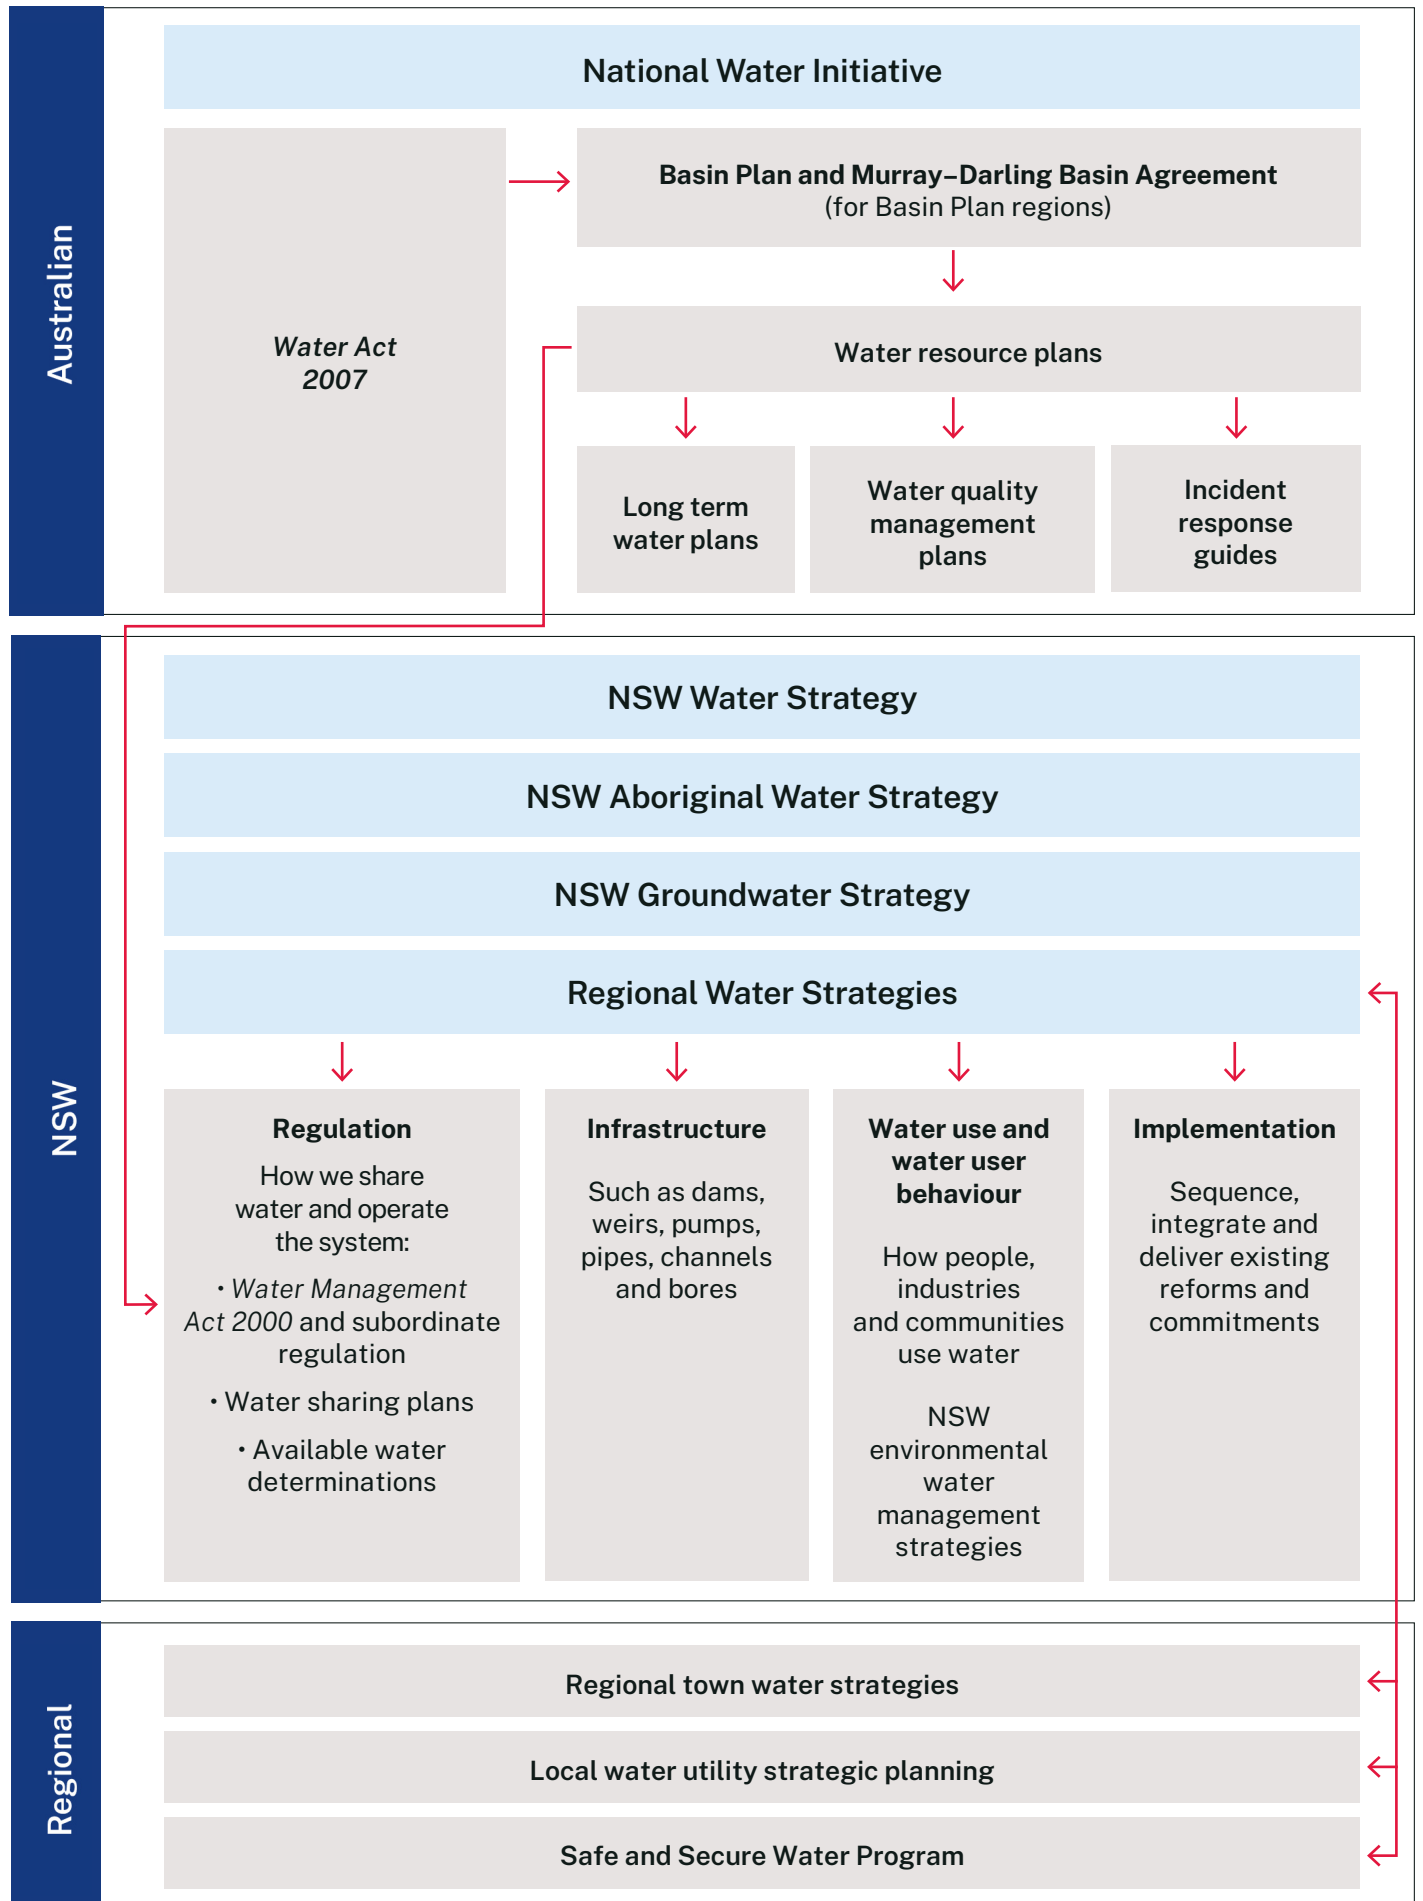 Australian
National Water Initiative
Water Act
2007
Basin Plan and Murray–Darling Basin Agreement
(for Basin Plan regions)
Water resource plans
Long term
water plans
Water quality
management
plans
Incident
response
guides
NSW
NSW Water Strategy
NSW Aboriginal Water Strategy
NSW Groundwater Strategy
Regional Water Strategies
Regulation
How we share
water and operate
the system:
• Water Management
Act 2000 and subordinate
regulation
• Water sharing plans
• Available water
determinations
Infrastructure
Such as dams,
weirs, pumps,
pipes, channels
and bores
Water use and
water user
behaviour
How people,
industries
and communities
use water
NSW
environmental
water
management
strategies
Implementation
Sequence,
integrate and
deliver existing
reforms and
commitments
Regional
Regional town water strategies
Local water utility strategic planning
Safe and Secure Water Program